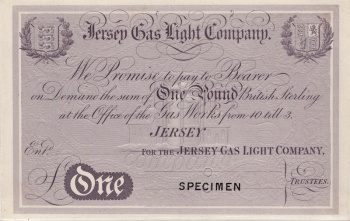 Jersey Gas Light Company.
We Promise to pay to Bearer
on Demand the sum of One Pound British Sterling
at the Office of the Gas Works from 10 till 3.
JERSEY
Entd. FOR THE JERSEY GAS LIGHT COMPANY,
£ One
SPECIMEN
TRUSTEES.